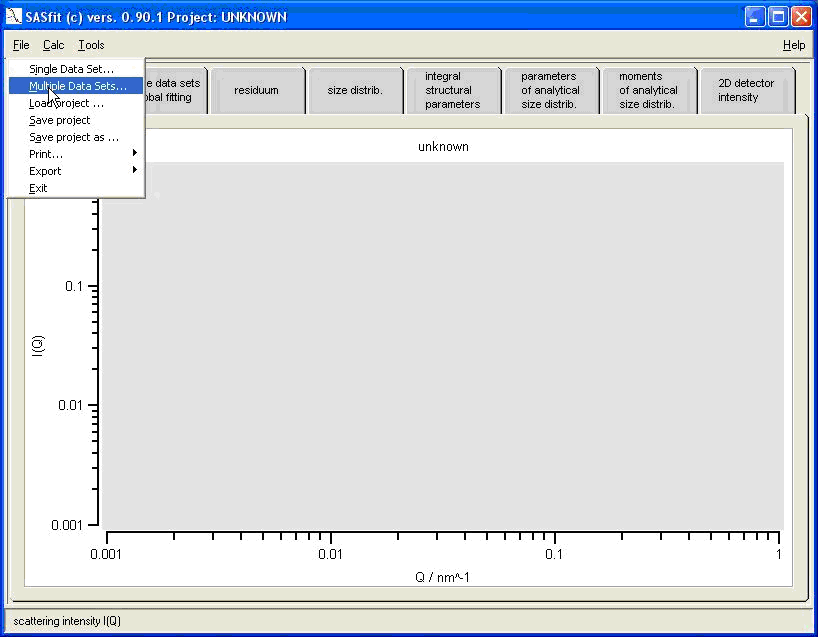 SASfit (c) vers. 0.90.1 Project: UNKNOWN
File Calc Tools Help
Single Data Set...
Multiple Data Sets...
Load project ...
Save project
Save project as ...
Print...
Export
Exit
data sets
fitting
residuum
size distrib.
integral
structural
parameters
parameters
of analytical
size distrib.
moments
of analytical
size distrib.
2D detector
intensity
unknown
I(Q)
0.1
0.01
0.001
0.001
0.01
0.1
1
Q / nm^-1
scattering intensity I(Q)